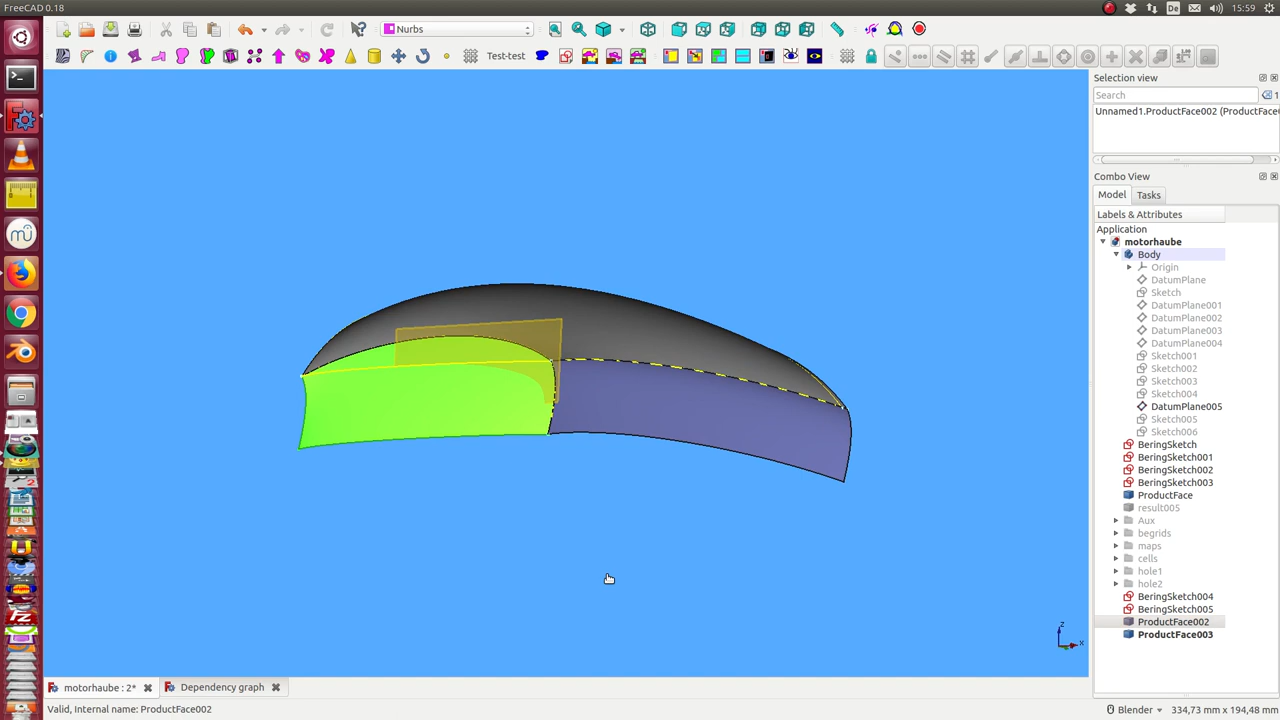 FreeCAD 0.18
De
15:59
Nurbs
Test-test
Selection view
Search
1
Unnamed1.ProductFace002 (ProductFace
Combo View
Model
Tasks
Labels & Attributes
Application
motorhaube
Body
Origin
DatumPlane
Sketch
DatumPlane001
DatumPlane002
DatumPlane003
DatumPlane004
Sketch001
Sketch002
Sketch003
Sketch004
DatumPlane005
Sketch005
Sketch006
BeringSketch
BeringSketch001
BeringSketch002
BeringSketch003
ProductFace
result005
Aux
begrids
maps
cells
hole1
hole2
BeringSketch004
BeringSketch005
ProductFace002
ProductFace003
z
x
motorhaube : 2*
Dependency graph
Valid, Internal name: ProductFace002
Blender
334,73 mm x 194,48 mm